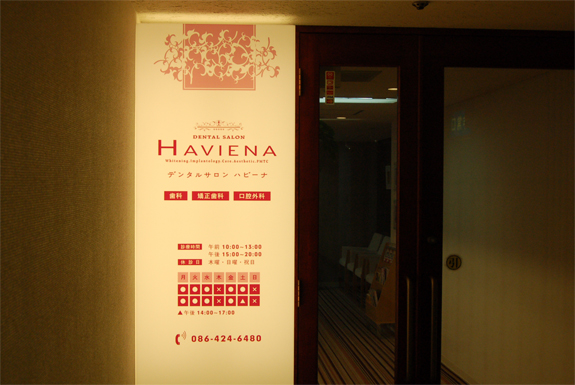 DENTAL SALON
HAVIENA
Whitening.Implantology.Care.Aesthetic.PMTC
デンタルサロン ハビーナ
歯科 矯正歯科 口腔外科
診療時間 午前 10:00-13:00
午後 15:00-20:00
休診日 木曜・日曜・祝日
月 火 水 木 金 土 日
● ● ● × ● ● ×
● ● ● × ● ▲ ×
▲午後 14:00-17:00
086-424-6480